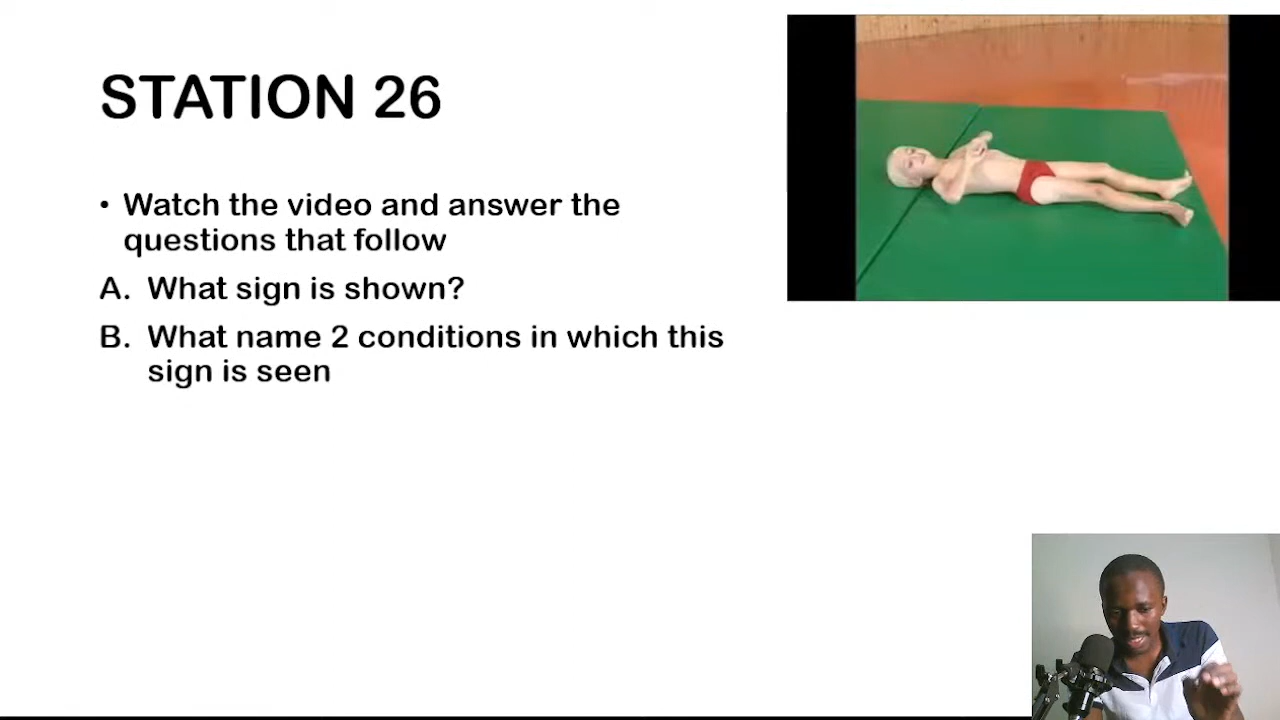 STATION 26
• Watch the video and answer the
questions that follow
A. What sign is shown?
B. What name 2 conditions in which this
sign is seen